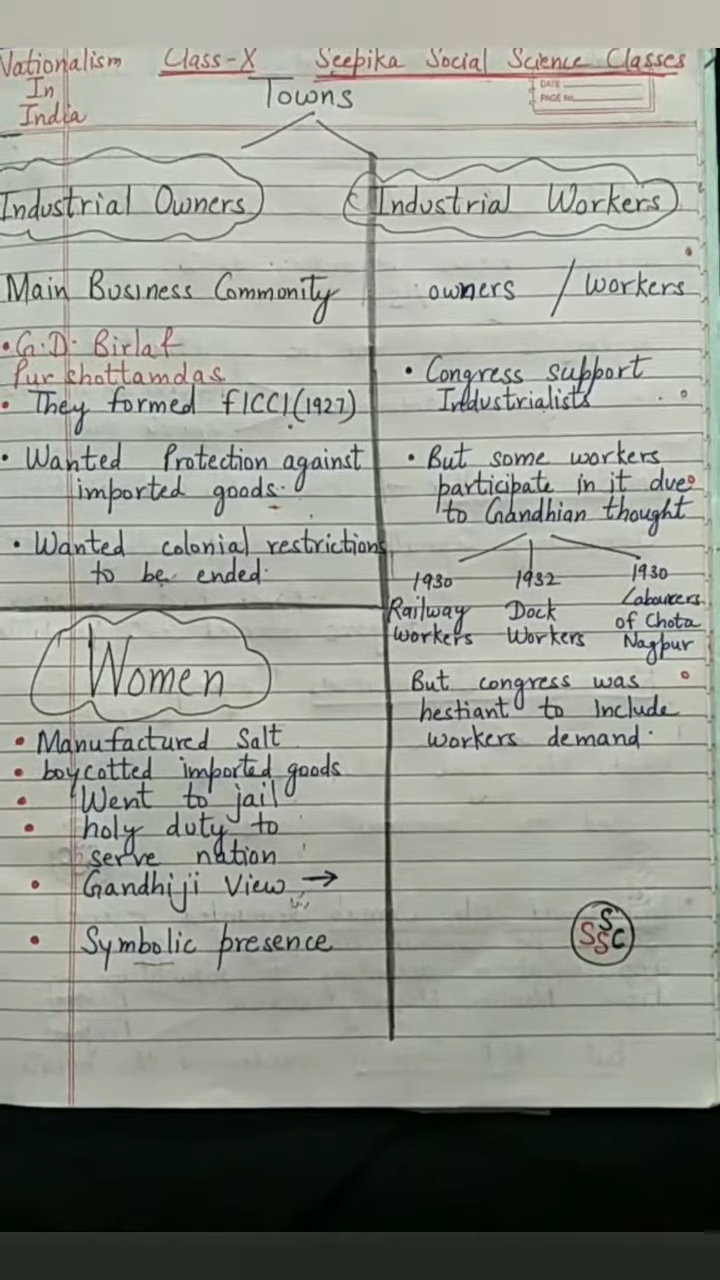 Nationalism Class-X Seepika Social Science Classes
In
India
DATE
PAGE No.
Towns
Industrial Owners
Main Business Commonity
• G.D. Birla &
Purshottamdas
• They formed FICCI (1927)
• Wanted Protection against
imported goods.
• Wanted colonial restrictions
to be ended.
Industrial Workers
owners / workers
• Congress support
Industrialists
• But some workers
participate in it due
to Gandhian thought
1930
Railway
workers
1932
Dock
Workers
1930
Labourers
of Chota
Nagpur
But congress was
hestiant to Include
workers demand.
Women
• Manufactured Salt
• boycotted imported goods
• Went to jail
• holy duty to
serve nation
• Gandhiji View →
• Symbolic presence
SSSC